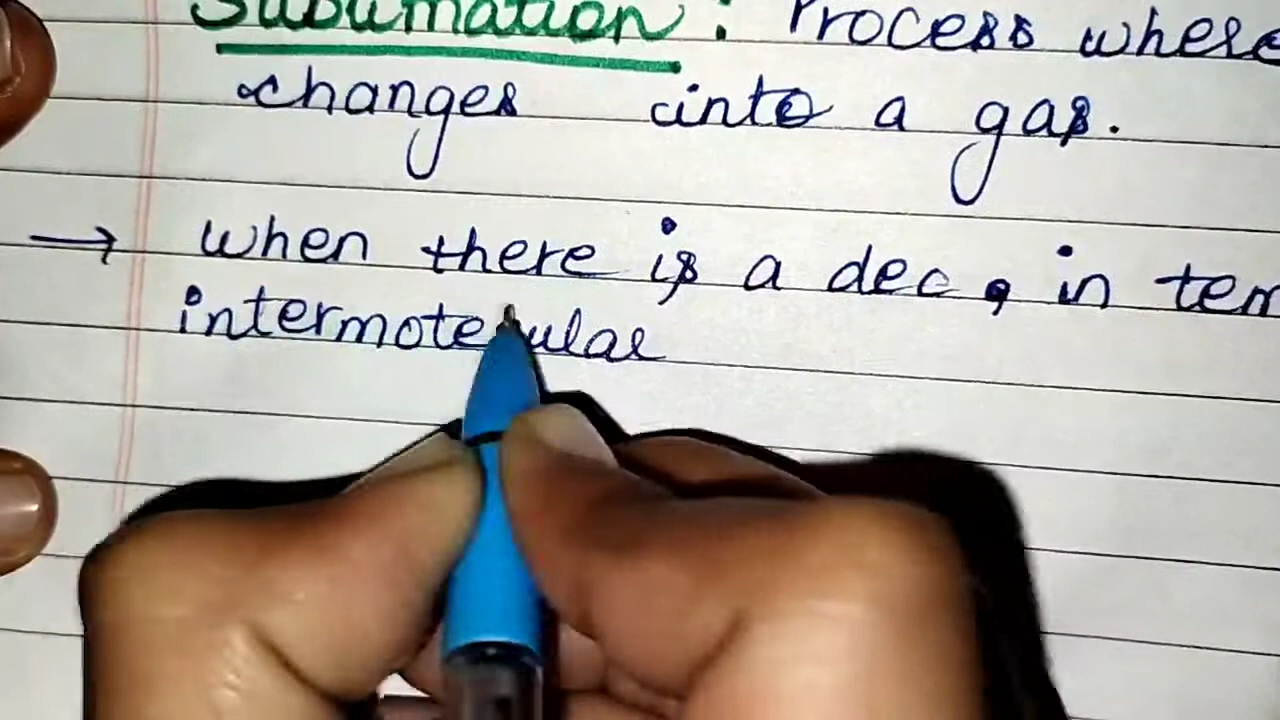 Sublimation : Process where
changes into a gas.
→ when there is a dec, in tem
intermolecular